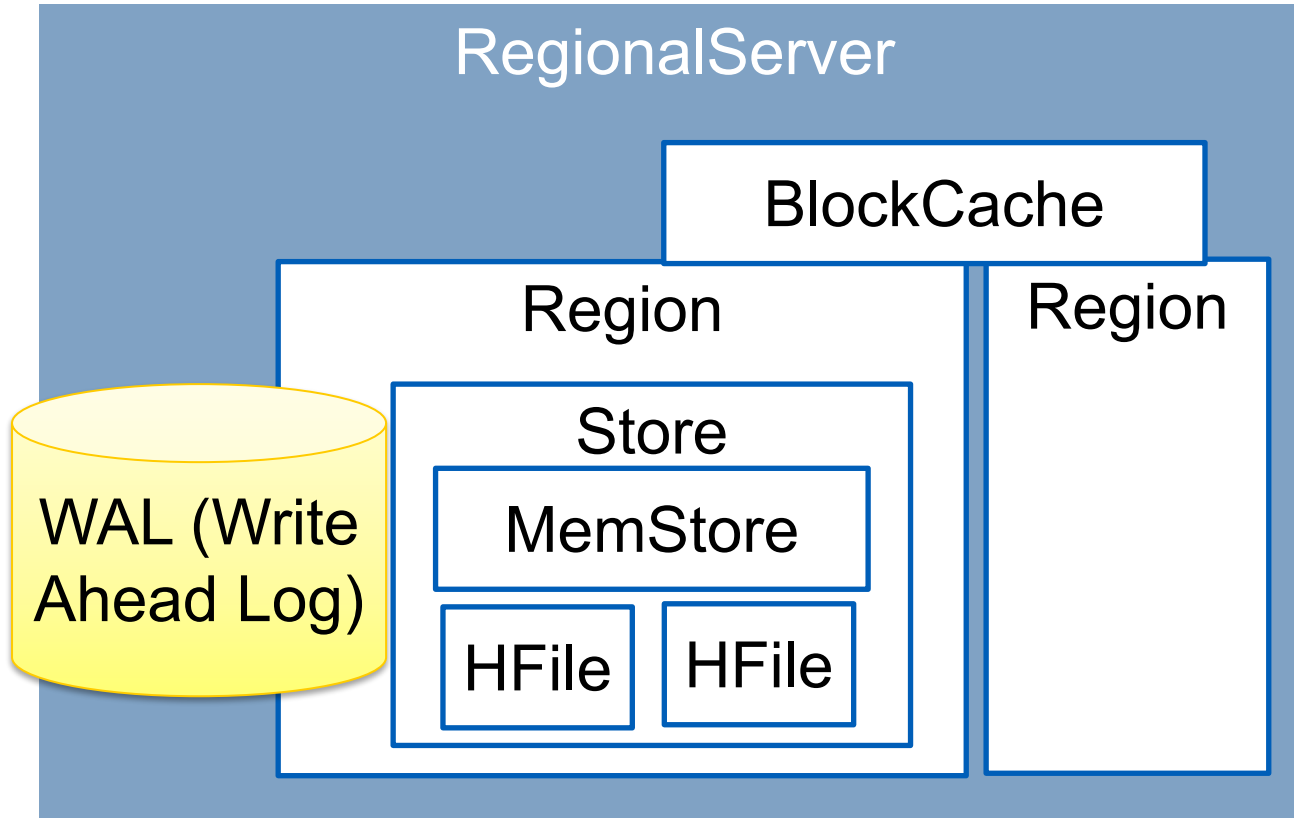 RegionalServer
BlockCache
Region
Region
Store
WAL (Write
Ahead Log)
MemStore
HFile
HFile